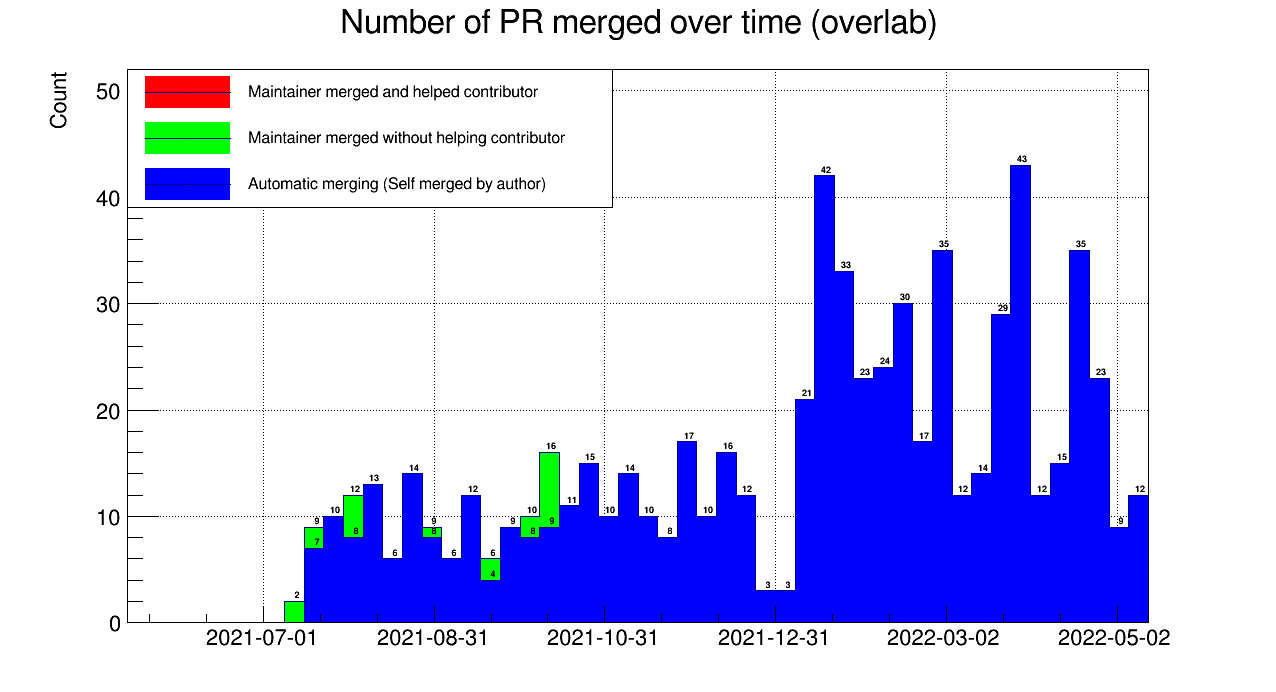 Number of PR merged over time (overlab)
Count
Maintainer merged and helped contributor
Maintainer merged without helping contributor
Automatic merging (Self merged by author)
50
40
30
20
10
0
2 9 7 10 12 8 13 6 14 9 8 6 12 6 4 9 10 8 16 9 11 15 10 14 10 8 17 10 16 12 3 3 21 42 33 23 24 30 17 35 12 14 29 43 12 15 35 23 9 12
2021-07-01 2021-08-31 2021-10-31 2021-12-31 2022-03-02 2022-05-02